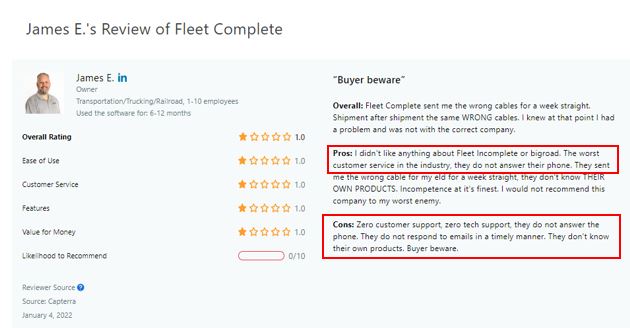 James E.'s Review of Fleet Complete
James E. in
Owner
Transportation/Trucking/Railroad, 1-10 employees
Used the software for: 6-12 months
Overall Rating 1.0
Ease of Use 1.0
Customer Service 1.0
Features 1.0
Value for Money 1.0
Likelihood to Recommend 0/10
Reviewer Source ?
Source: Capterra
January 4, 2022
"Buyer beware"
Overall: Fleet Complete sent me the wrong cables for a week straight.
Shipment after shipment the same WRONG cables. I knew at that point I had
a problem and was not with the correct company.
Pros: I didn't like anything about Fleet Incomplete or bigroad. The worst
customer service in the industry, they do not answer their phone. They sent
me the wrong cable for my eld for a week straight, they don't know THEIR
OWN PRODUCTS. Incompetence at it's finest. I would not recommend this
company to my worst enemy.
Cons: Zero customer support, zero tech support, they do not answer the
phone. They do not respond to emails in a timely manner. They don't know
their own products. Buyer beware.